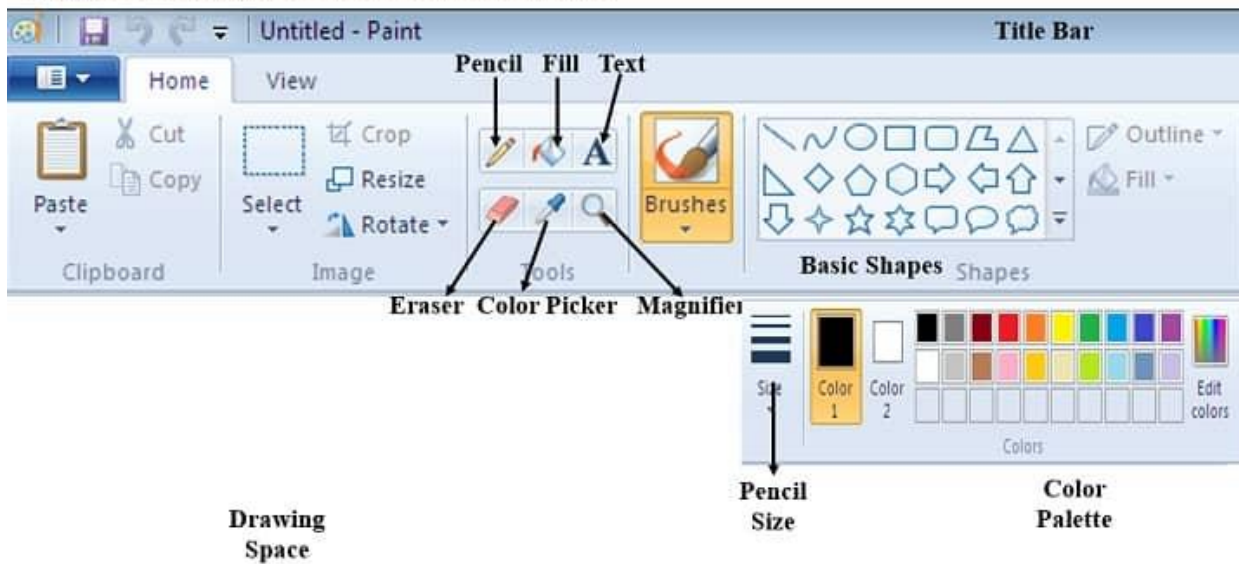 Untitled - Paint
Title Bar
Pencil Fill Text
Home View
Cut
Copy
Paste
Clipboard
Crop
Resize
Rotate
Select
Image
A
Tools
Brushes
Outline
Fill
Basic Shapes Shapes
Eraser Color Picker Magnifier
Size
Color 1
Color 2
Edit colors
Colors
Pencil
Size
Color
Palette
Drawing
Space